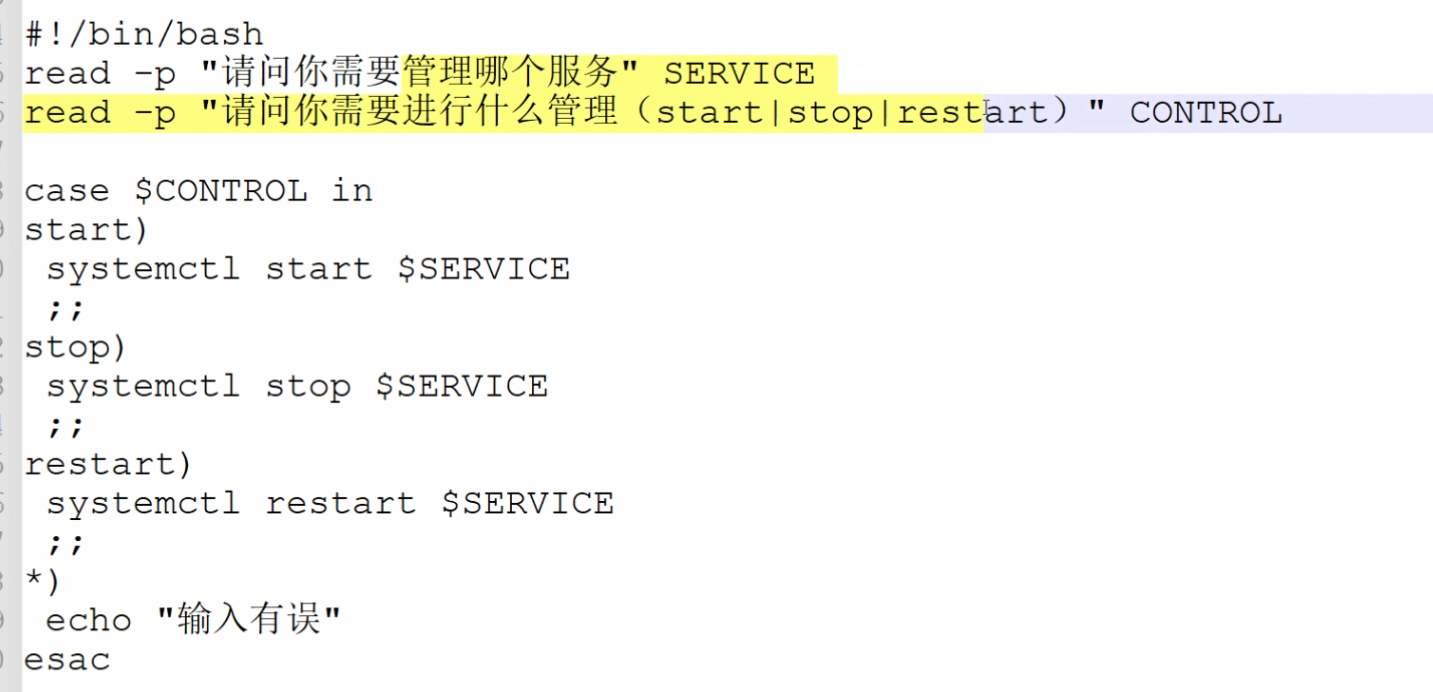 #!/bin/bash
read -p "请问你需要管理哪个服务" SERVICE
read -p "请问你需要进行什么管理（start|stop|restart）" CONTROL
case $CONTROL in
start)
systemctl start $SERVICE
;;
stop)
systemctl stop $SERVICE
;;
restart)
systemctl restart $SERVICE
;;
*)
echo "输入有误"
esac